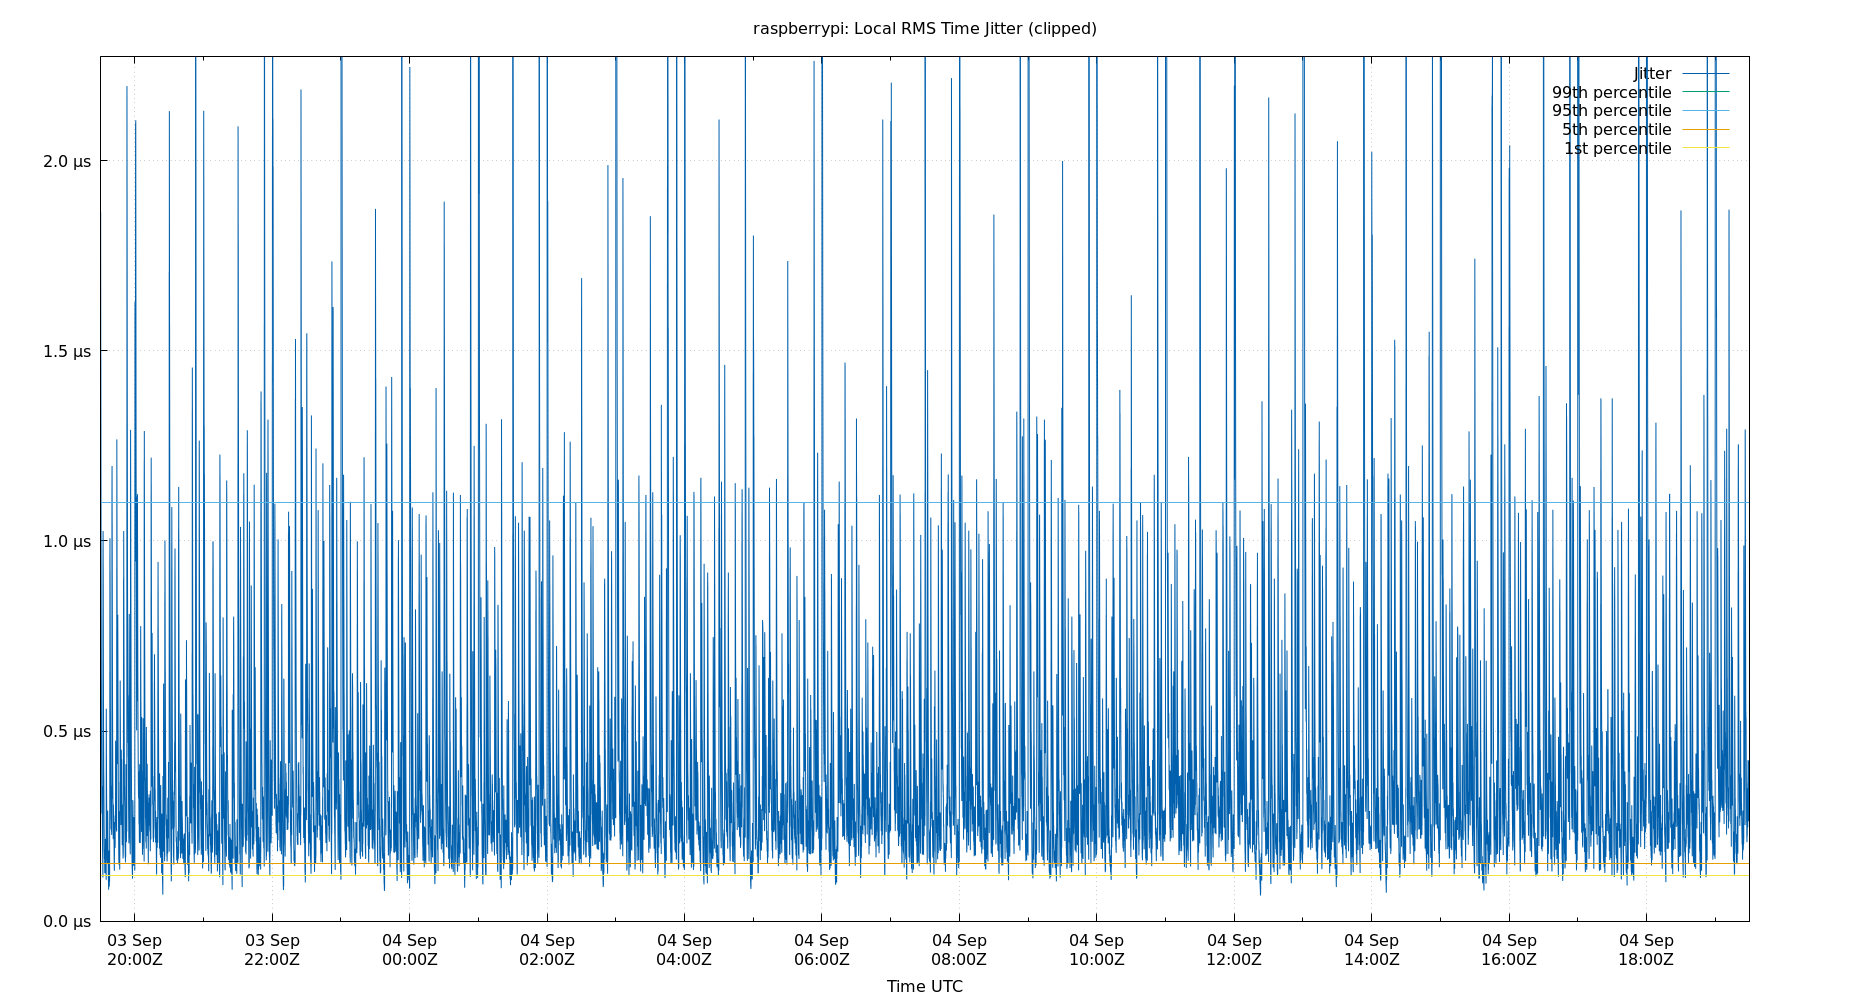 raspberrypi: Local RMS Time Jitter (clipped)
Jitter
99th percentile
95th percentile
5th percentile
1st percentile
2.0 µs
1.5 µs
1.0 µs
0.5 µs
0.0 µs
03 Sep 03 Sep 04 Sep 04 Sep 04 Sep 04 Sep 04 Sep 04 Sep 04 Sep 04 Sep 04 Sep 04 Sep
20:00Z 22:00Z 00:00Z 02:00Z 04:00Z 06:00Z 08:00Z 10:00Z 12:00Z 14:00Z 16:00Z 18:00Z
Time UTC